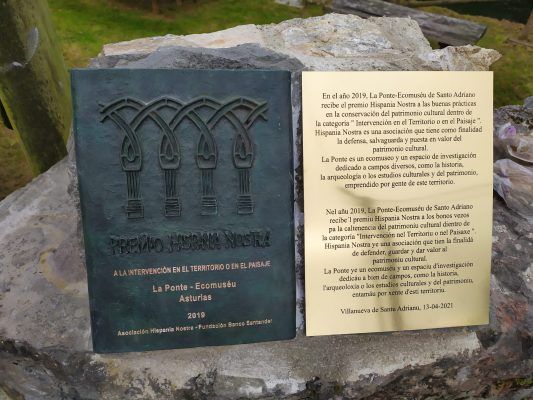 PREMIO HISPANIA NOSTRA
A LA INTERVENCIÓN EN EL TERRITORIO O EN EL PAISAJE
La Ponte - Ecomuséu
Asturias
2019
Asociación Hispania Nostra - Fundación Banco Santander
En el año 2019, La Ponte-Ecomuséu de Santo Adriano
recibe el premio Hispania Nostra a las buenas prácticas
en la conservación del patrimonio cultural dentro de
la categoría " Intervención en el Territorio o en el Paisaje ".
Hispania Nostra es una asociación que tiene como finalidad
la defensa, salvaguarda y puesta en valor del
patrimonio cultural.
La Ponte es un ecomuseo y un espacio de investigación
dedicado a campos diversos, como la historia,
la arqueología o los estudios culturales y del patrimonio,
emprendido por gente de este territorio.
Nel añu 2019, La Ponte-Ecomuséu de Santo Adriano
recibe'l premiu Hispania Nostra a los bonos vezos
pa la caltenencia del patrimoniu cultural dientro de
la categoría "Intervención nel Territoriu o nel Paisaxe ".
Hispania Nostra ye una asociación que tien la finalidá
de defender, guardar y dar valor al
patrimoniu cultural.
La Ponte ye un ecomuséu y un espaciu d'investigación
dedicáu a bien de campos, como la historia,
l'arqueoloxía o los estudios culturales y del patrimoniu,
entamáu por xente d'esti territoriu.
Villanueva de Santu Adrianu, 13-04-2021